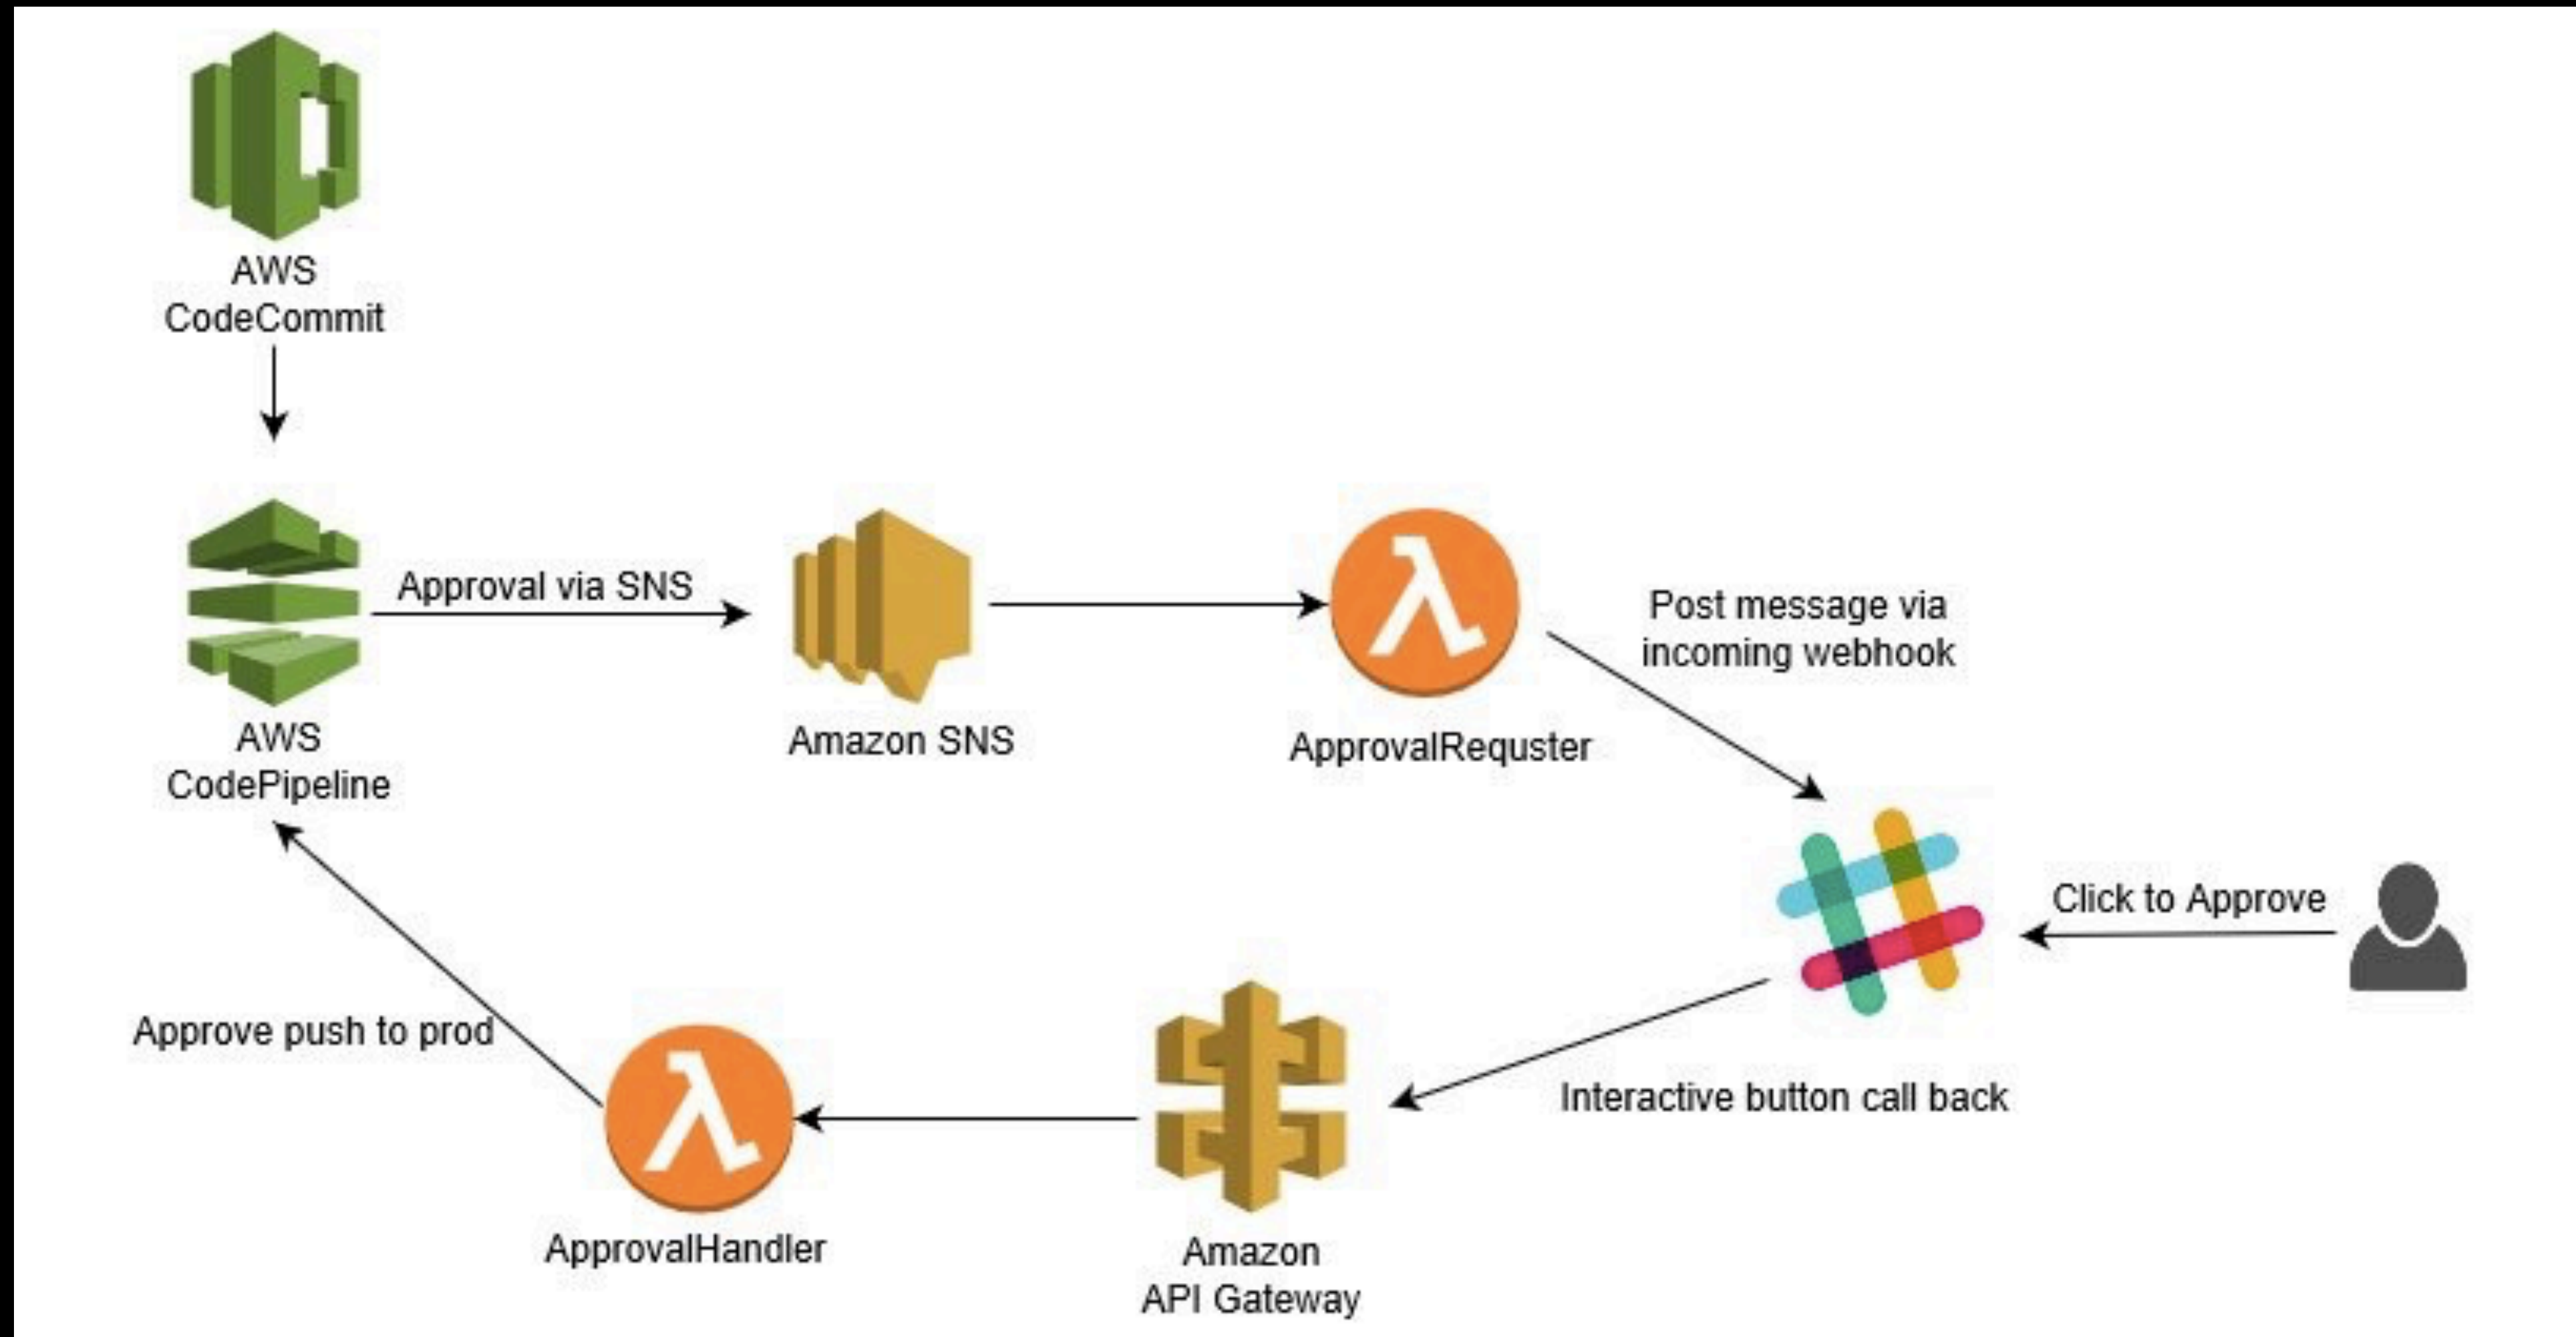 AWS
CodeCommit
Approval via SNS
AWS
CodePipeline
Amazon SNS
ApprovalRequster
Post message via
incoming webhook
Click to Approve
Interactive button call back
Approve push to prod
ApprovalHandler
Amazon
API Gateway